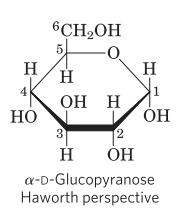 ⁶CH₂OH
5 O
H H H
4 1
OH H
HO OH
3 2
H OH
α-D-Glucopyranose
Haworth perspective